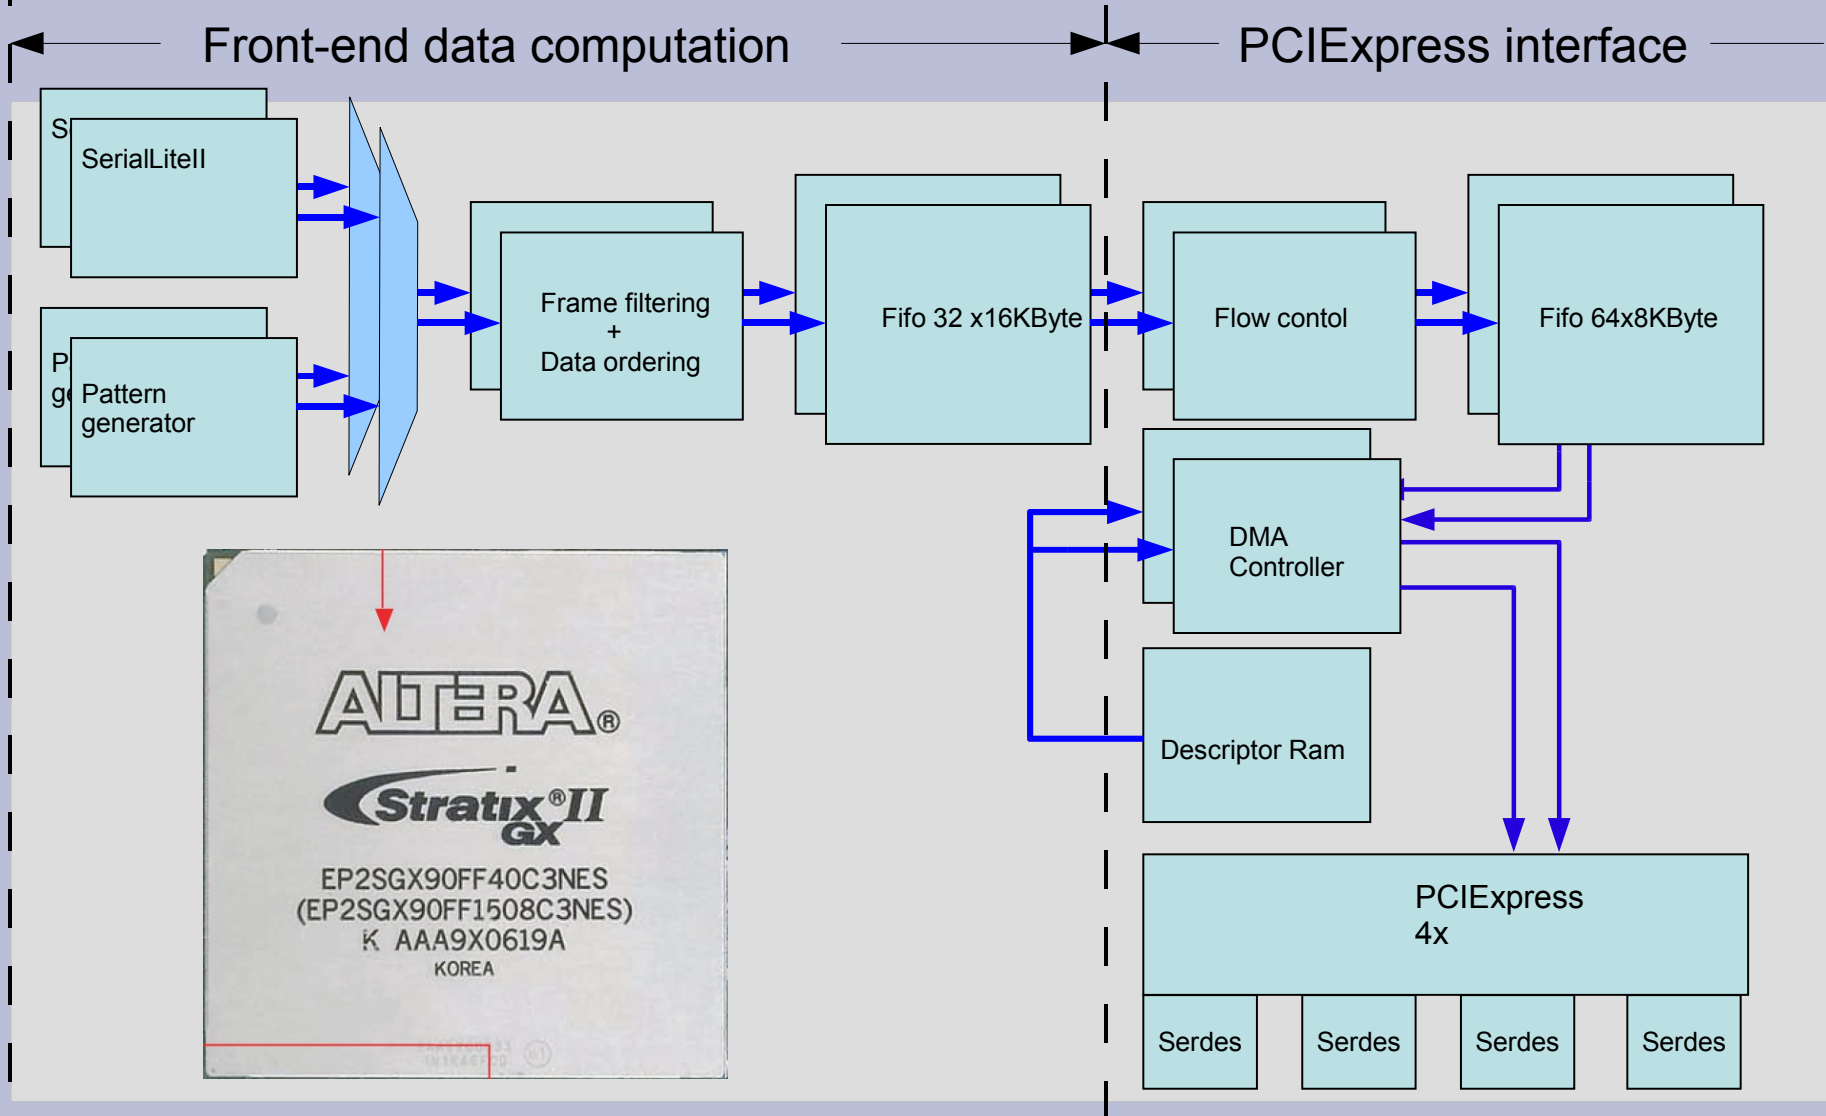 Front-end data computation
PCIExpress interface
SerialLiteII
Pattern
generator
Frame filtering
+
Data ordering
Fifo 32 x16KByte
Flow contol
Fifo 64x8KByte
DMA
Controller
Descriptor Ram
PCIExpress
4x
Serdes
Serdes
Serdes
Serdes
ALTERA®
Stratix®II
GX
EP2SGX90FF40C3NES
(EP2SGX90FF1508C3NES)
K AAA9X0619A
KOREA